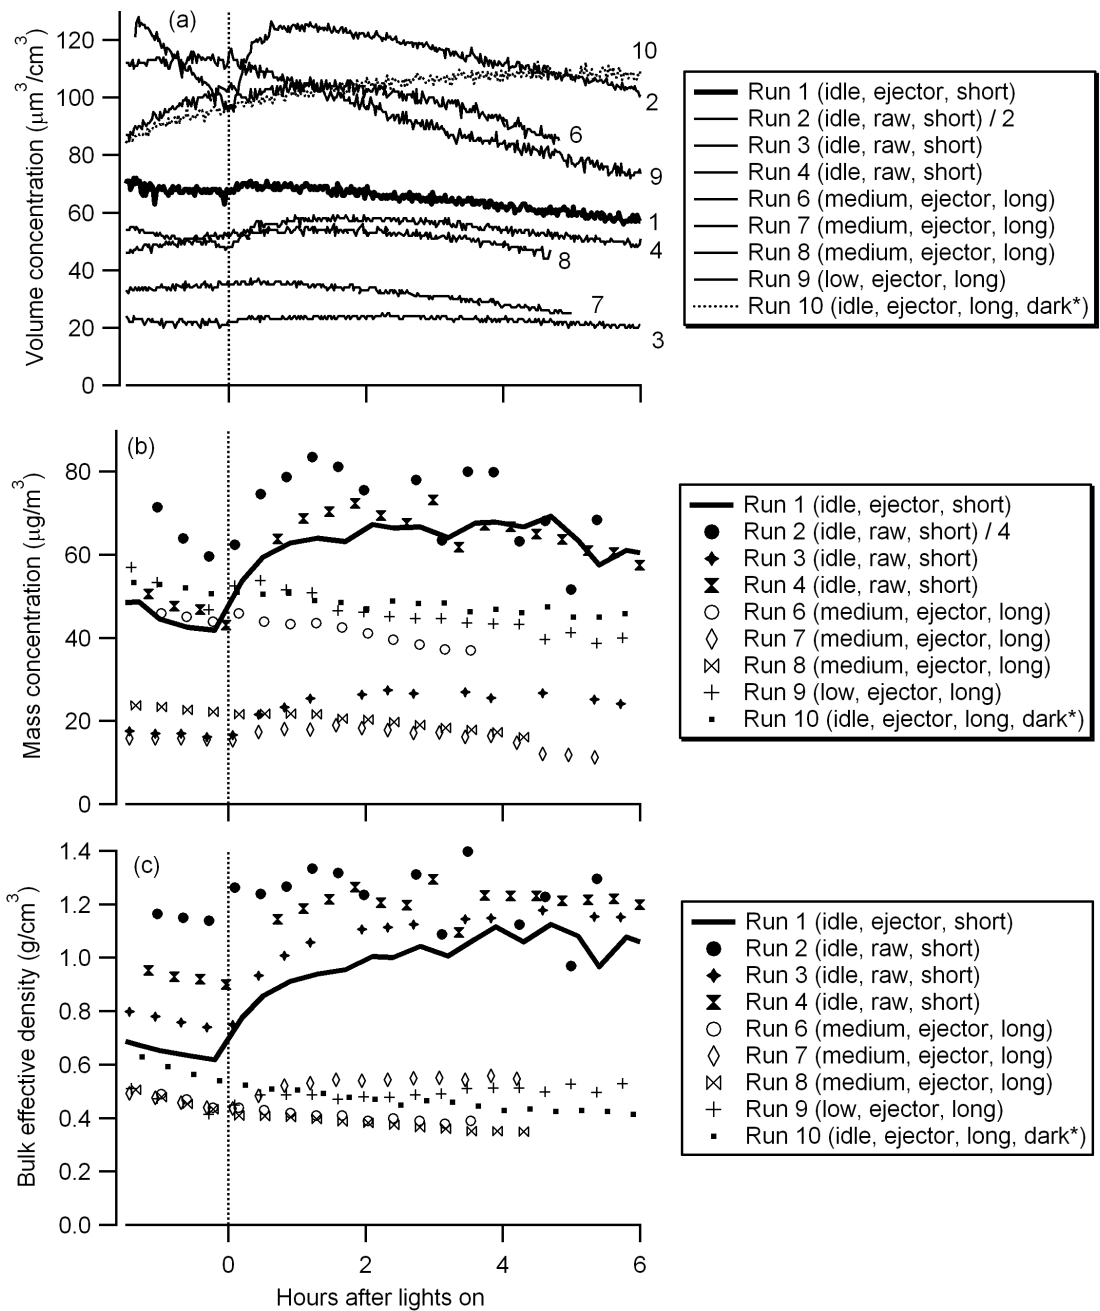 (a)
Volume concentration (µm³/cm³)
120
100
80
60
40
20
0
10
2
6
9
1
4
8
7
3
Run 1 (idle, ejector, short)
Run 2 (idle, raw, short) / 2
Run 3 (idle, raw, short)
Run 4 (idle, raw, short)
Run 6 (medium, ejector, long)
Run 7 (medium, ejector, long)
Run 8 (medium, ejector, long)
Run 9 (low, ejector, long)
Run 10 (idle, ejector, long, dark*)
(b)
Mass concentration (µg/m³)
80
60
40
20
0
Run 1 (idle, ejector, short)
Run 2 (idle, raw, short) / 4
Run 3 (idle, raw, short)
Run 4 (idle, raw, short)
Run 6 (medium, ejector, long)
Run 7 (medium, ejector, long)
Run 8 (medium, ejector, long)
Run 9 (low, ejector, long)
Run 10 (idle, ejector, long, dark*)
(c)
Bulk effective density (g/cm³)
1.4
1.2
1.0
0.8
0.6
0.4
0.2
0.0
Run 1 (idle, ejector, short)
Run 2 (idle, raw, short)
Run 3 (idle, raw, short)
Run 4 (idle, raw, short)
Run 6 (medium, ejector, long)
Run 7 (medium, ejector, long)
Run 8 (medium, ejector, long)
Run 9 (low, ejector, long)
Run 10 (idle, ejector, long, dark*)
0 2 4 6
Hours after lights on